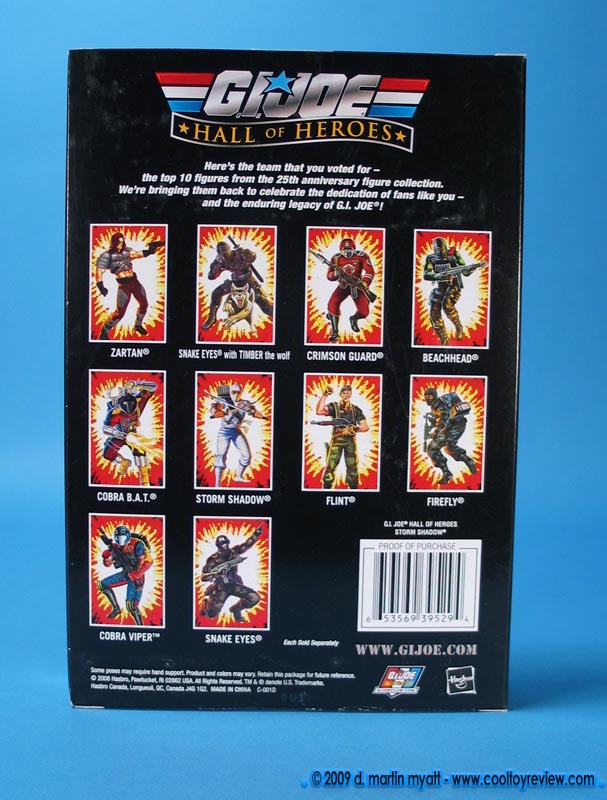 G.I. JOE
HALL OF HEROES
Here's the team that you voted for –
the top 10 figures from the 25th anniversary figure collection.
We're bringing them back to celebrate the dedication of fans like you –
and the enduring legacy of G.I. JOE®!
ZARTAN®
SNAKE EYES® with TIMBER the wolf
CRIMSON GUARD®
BEACHHEAD®
COBRA B.A.T.®
STORM SHADOW®
FLINT®
FIREFLY®
G.I. JOE® HALL OF HEROES
STORM SHADOW®
PROOF OF PURCHASE
6 53569 39529 4
COBRA VIPER™
SNAKE EYES®
Each Sold Separately
WWW.GIJOE.COM
Some poses may require hand support. Product and colors may vary. Retain this package for future reference.
© 2008 Hasbro, Pawtucket, RI 02862 USA. All Rights Reserved. TM & ® denote U.S. Trademarks.
Hasbro Canada, Longueuil, QC, Canada J4G 1G2. MADE IN CHINA C-001D
G.I. JOE
Hasbro
© 2009 d. martin myatt - www.cooltoyreview.com